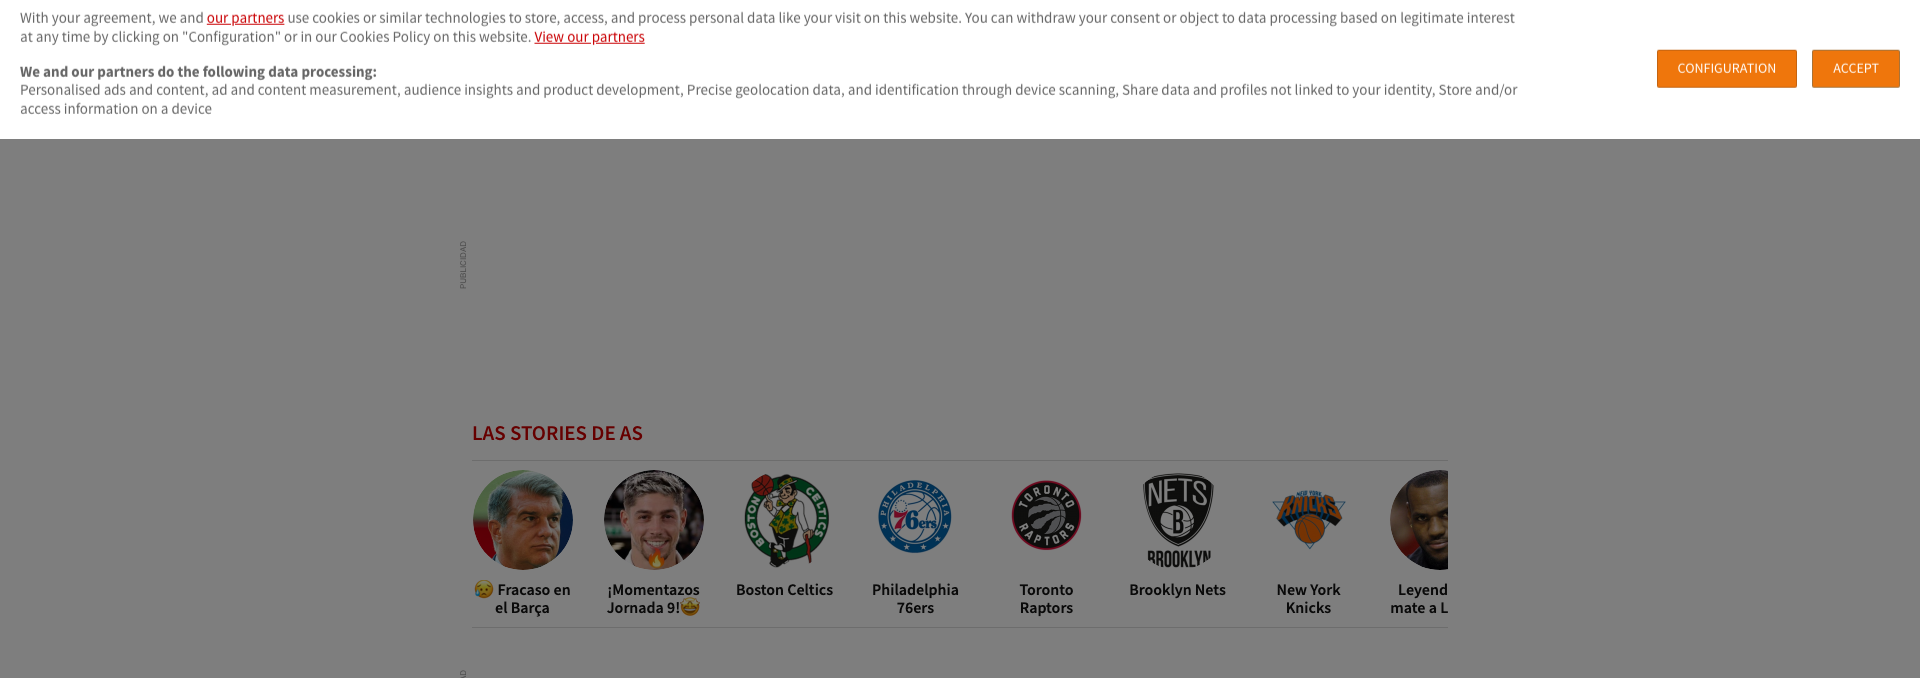 With your agreement, we and our partners use cookies or similar technologies to store, access, and process personal data like your visit on this website. You can withdraw your consent or object to data processing based on legitimate interest
at any time by clicking on "Configuration" or in our Cookies Policy on this website. View our partners
We and our partners do the following data processing:
Personalised ads and content, ad and content measurement, audience insights and product development, Precise geolocation data, and identification through device scanning, Share data and profiles not linked to your identity, Store and/or
access information on a device
CONFIGURATION
ACCEPT
PUBLICIDAD
LAS STORIES DE AS
BOSTON CELTICS
PHILADELPHIA
76ers
TORONTO
RAPTORS
NETS
B
BROOKLYN
NEW YORK
KNICKS
😥 Fracaso en
el Barça
¡Momentazos
Jornada 9!🤩
Boston Celtics
Philadelphia
76ers
Toronto
Raptors
Brooklyn Nets
New York
Knicks
Leyend
mate a L